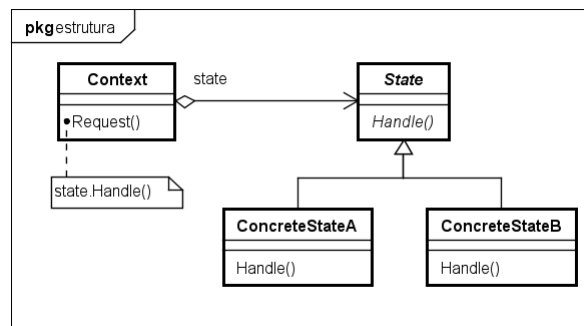 pkg estrutura
Context
state
State
Request()
Handle()
state.Handle()
ConcreteStateA
ConcreteStateB
Handle()
Handle()